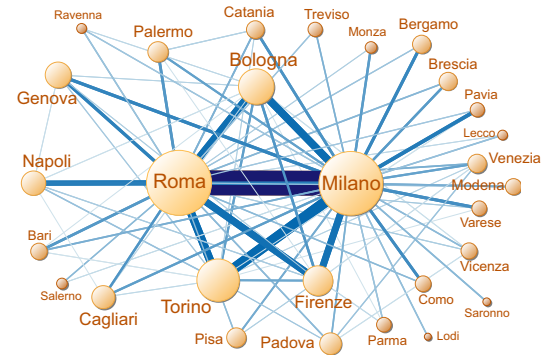 Ravenna
Palermo
Catania
Treviso
Monza
Bergamo
Bologna
Brescia
Genova
Pavia
Lecco
Napoli
Venezia
Roma
Milano
Modena
Varese
Bari
Vicenza
Salerno
Cagliari
Torino
Firenze
Como
Saronno
Pisa
Padova
Parma
Lodi